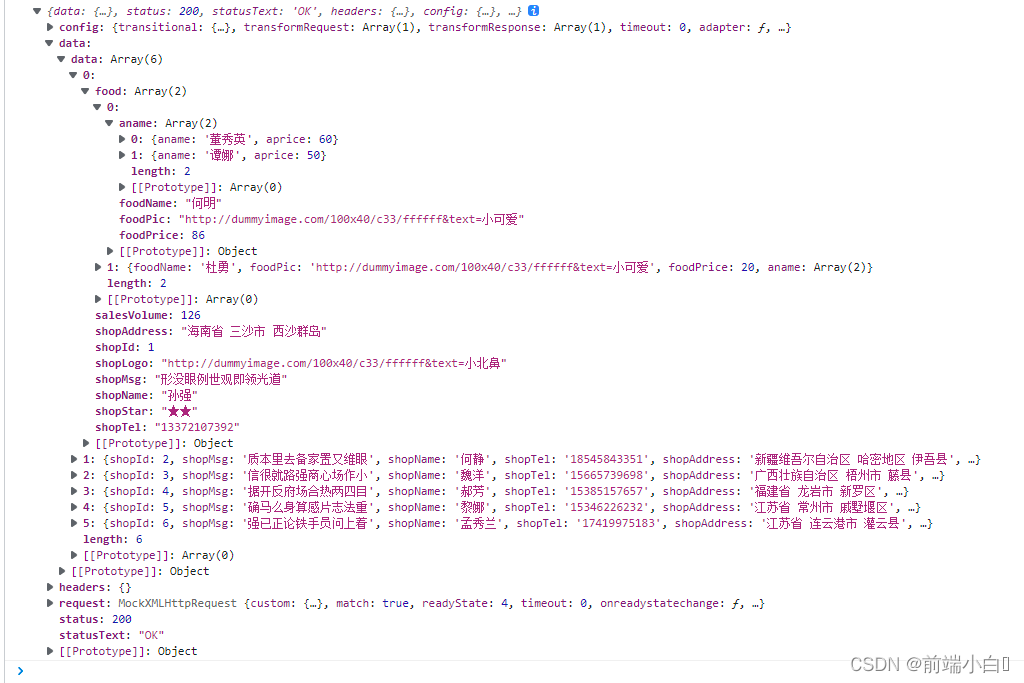 {data: {…}, status: 200, statusText: 'OK', headers: {…}, config: {…}, …}
config: {transitional: {…}, transformRequest: Array(1), transformResponse: Array(1), timeout: 0, adapter: ƒ, …}
data:
data: Array(6)
0:
food: Array(2)
0:
aname: Array(2)
0: {aname: '董秀英', aprice: 60}
1: {aname: '谭娜', aprice: 50}
length: 2
[[Prototype]]: Array(0)
foodName: "何明"
foodPic: "http://dummyimage.com/100x40/c33/ffffff&text=小可爱"
foodPrice: 86
[[Prototype]]: Object
1: {foodName: '杜勇', foodPic: 'http://dummyimage.com/100x40/c33/ffffff&text=小可爱', foodPrice: 20, aname: Array(2)}
length: 2
[[Prototype]]: Array(0)
salesVolume: 126
shopAddress: "海南省 三沙市 西沙群岛"
shopId: 1
shopLogo: "http://dummyimage.com/100x40/c33/ffffff&text=小北鼻"
shopMsg: "形没眼例世观即领光道"
shopName: "孙强"
shopStar: "★★"
shopTel: "13372107392"
[[Prototype]]: Object
1: {shopId: 2, shopMsg: '质本里去备家置又维眼', shopName: '何静', shopTel: '18545843351', shopAddress: '新疆维吾尔自治区 哈密地区 伊吾县', …}
2: {shopId: 3, shopMsg: '信很就路强商心场作小', shopName: '魏洋', shopTel: '15665739698', shopAddress: '广西壮族自治区 梧州市 藤县', …}
3: {shopId: 4, shopMsg: '据开反府场合热两四目', shopName: '郝芳', shopTel: '15385157657', shopAddress: '福建省 龙岩市 新罗区', …}
4: {shopId: 5, shopMsg: '确马么身算感片志法重', shopName: '黎娜', shopTel: '15346226232', shopAddress: '江苏省 常州市 戚墅堰区', …}
5: {shopId: 6, shopMsg: '强已正论铁手员问上着', shopName: '孟秀兰', shopTel: '17419975183', shopAddress: '江苏省 连云港市 灌云县', …}
length: 6
[[Prototype]]: Array(0)
[[Prototype]]: Object
headers: {}
request: MockXMLHttpRequest {custom: {…}, match: true, readyState: 4, timeout: 0, onreadystatechange: ƒ, …}
status: 200
statusText: "OK"
[[Prototype]]: Object
CSDN @前端小白